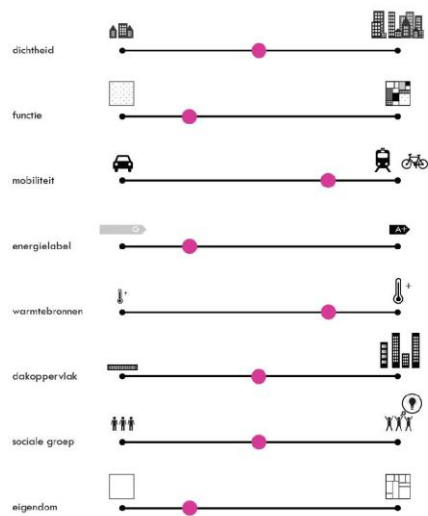 dichtheid
functie
mobiliteit
G
A+
energielabel
+
+
warmtebronnen
dakoppervlak
sociale groep
eigendom